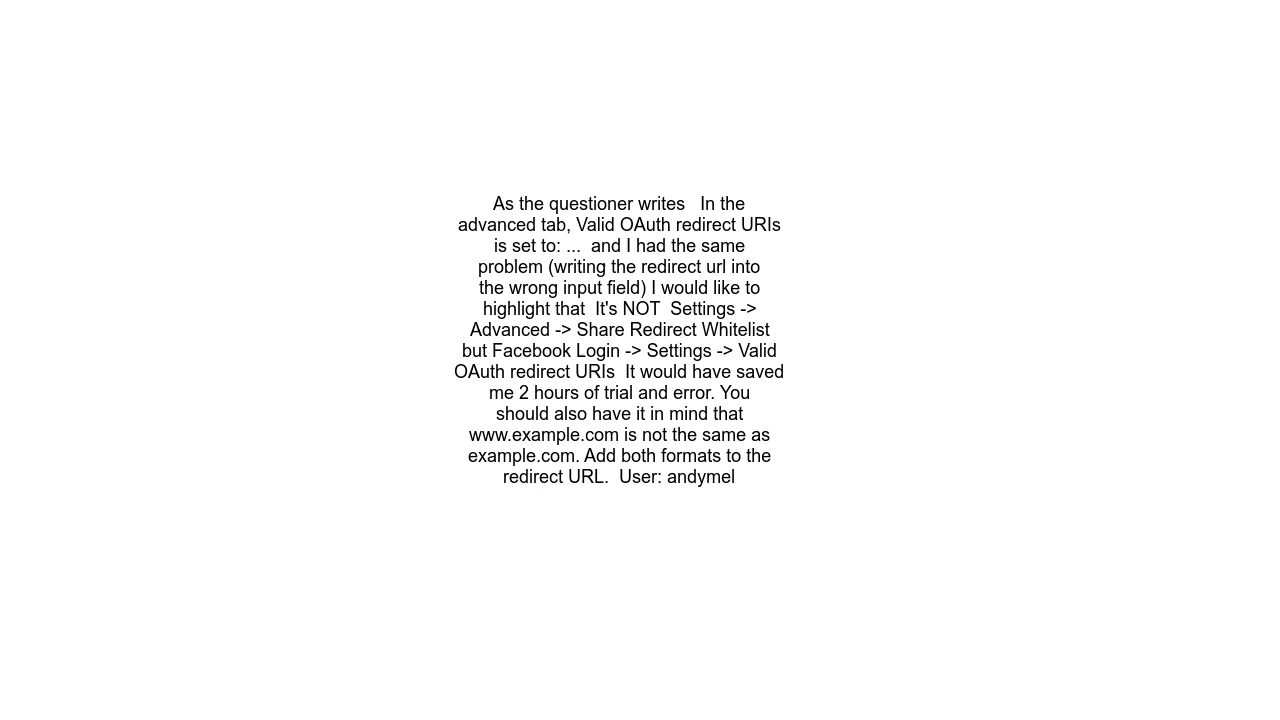 As the questioner writes   In the
advanced tab, Valid OAuth redirect URIs
is set to: ...  and I had the same
problem (writing the redirect url into
the wrong input field) I would like to
highlight that  It's NOT  Settings ->
Advanced -> Share Redirect Whitelist
but Facebook Login -> Settings -> Valid
OAuth redirect URIs  It would have saved
me 2 hours of trial and error. You
should also have it in mind that
www.example.com is not the same as
example.com. Add both formats to the
redirect URL.  User: andymel